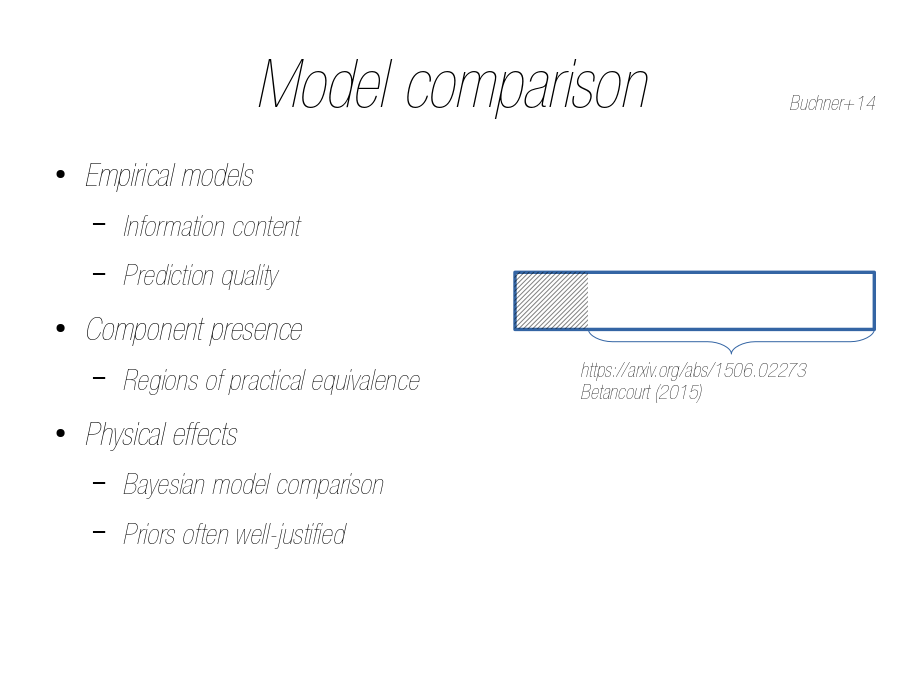 Model comparison
Buchner+14
• Empirical models
– Information content
– Prediction quality
• Component presence
– Regions of practical equivalence
• Physical effects
– Bayesian model comparison
– Priors often well-justified
https://arxiv.org/abs/1506.02273
Betancourt (2015)